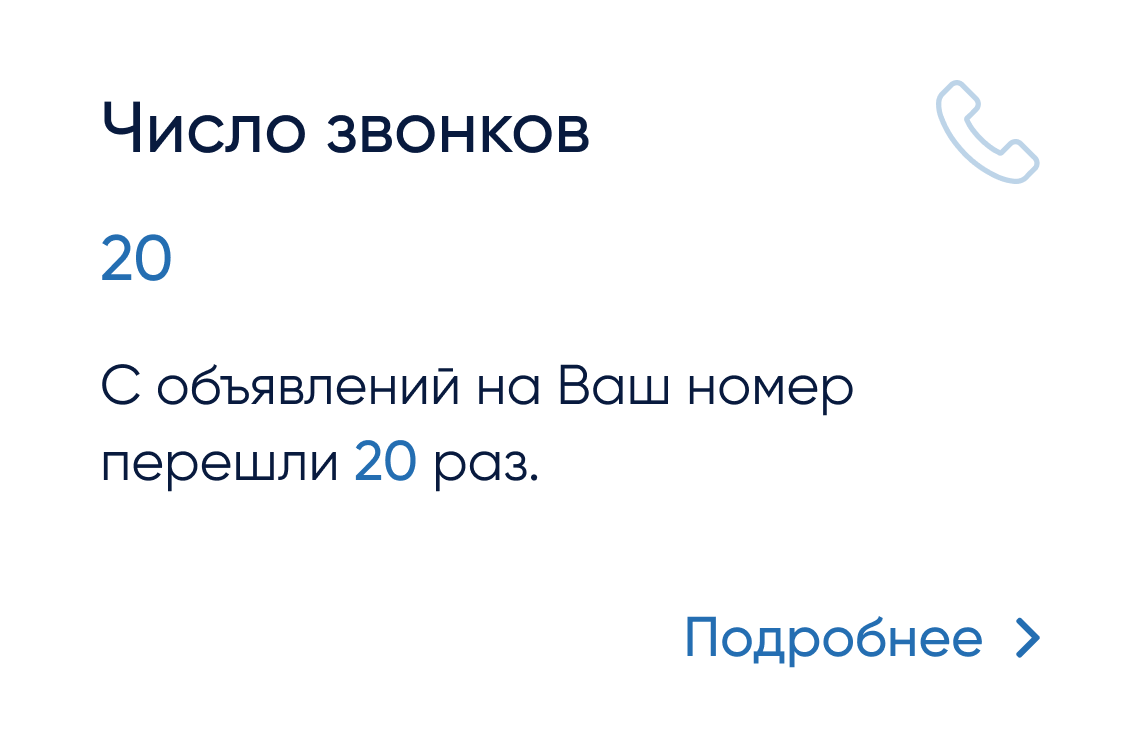 Число звонков
20
С объявлений на Ваш номер
перешли 20 раз.
Подробнее